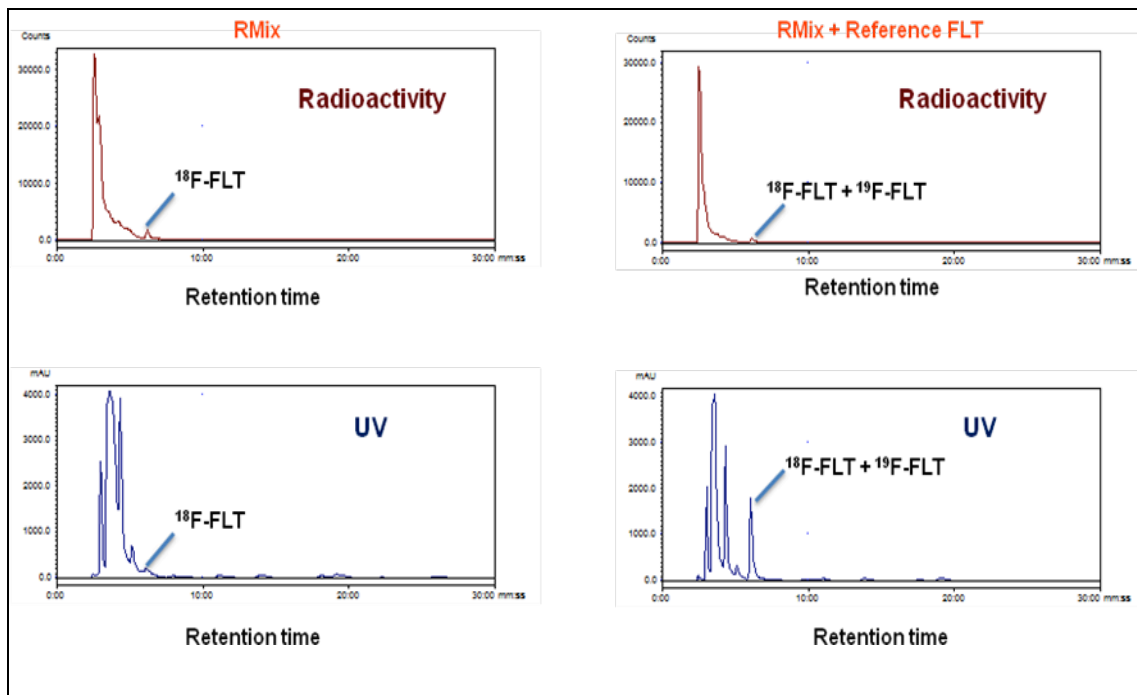 RMix
Counts
30000.0
20000.0
10000.0
0.0
Radioactivity
¹⁸F-FLT
0:00
10:00
20:00
30:00 mm:ss
Retention time
RMix + Reference FLT
Counts
30000.0
20000.0
10000.0
0.0
Radioactivity
¹⁸F-FLT + ¹⁹F-FLT
0:00
10:00
20:00
30:00 mm:ss
Retention time
mAU
4000.0
3000.0
2000.0
1000.0
0.0
UV
¹⁸F-FLT
0:00
10:00
20:00
30:00 mm:ss
Retention time
mAU
4000.0
3000.0
2000.0
1000.0
0.0
UV
¹⁸F-FLT + ¹⁹F-FLT
0:00
10:00
20:00
30:00 mm:ss
Retention time